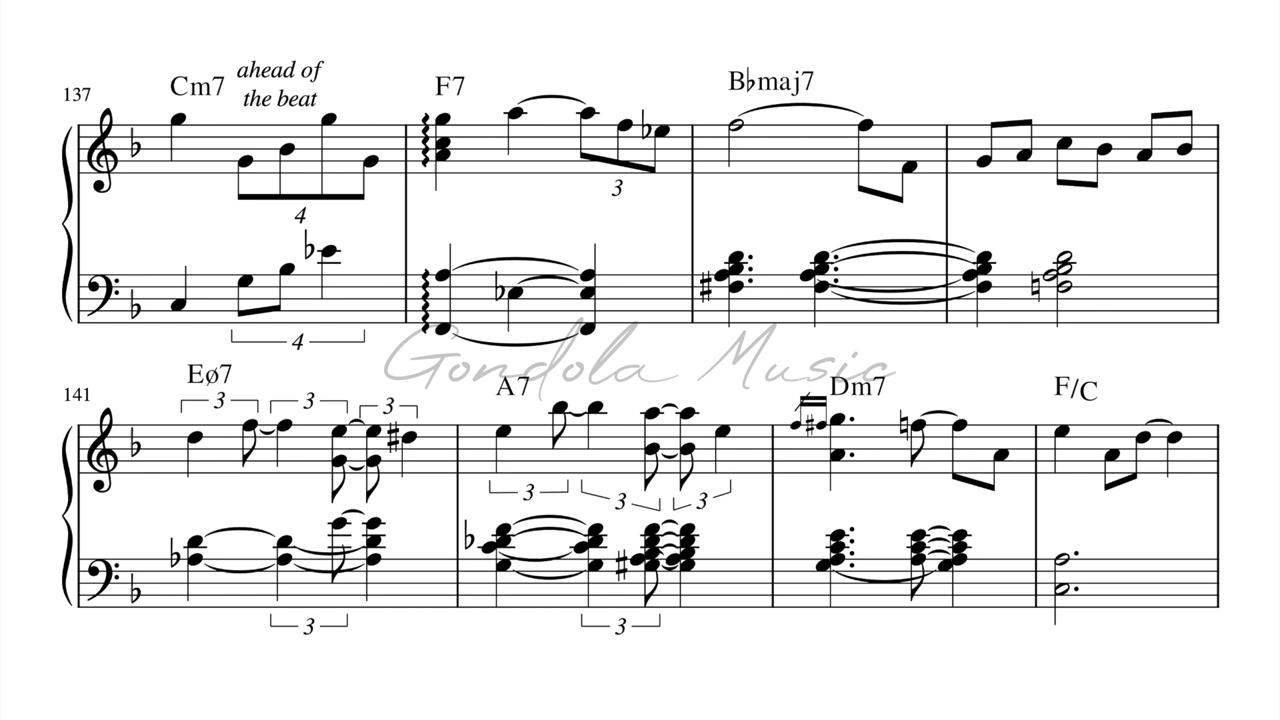 ahead of
the beat
137 Cm7 F7 B♭maj7
4 3
4
Gondola Music
141 Eø7 A7 Dm7 F/C
3 3 3
3 3 3
3 3